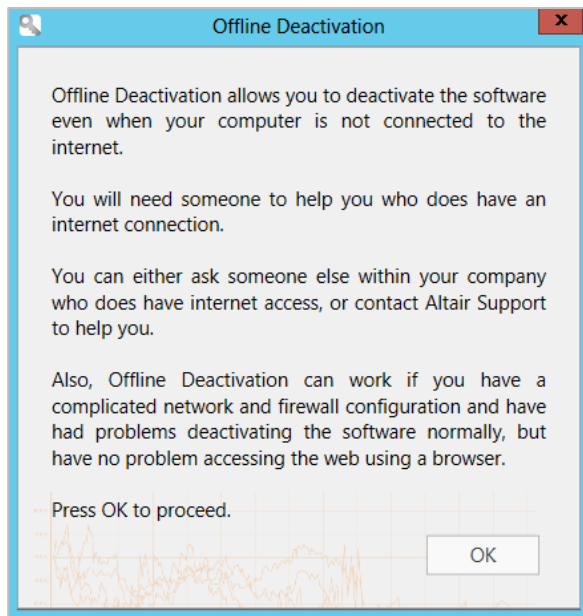 Offline Deactivation
x
Offline Deactivation allows you to deactivate the software
even when your computer is not connected to the
internet.
You will need someone to help you who does have an
internet connection.
You can either ask someone else within your company
who does have internet access, or contact Altair Support
to help you.
Also, Offline Deactivation can work if you have a
complicated network and firewall configuration and have
had problems deactivating the software normally, but
have no problem accessing the web using a browser.
Press OK to proceed.
OK